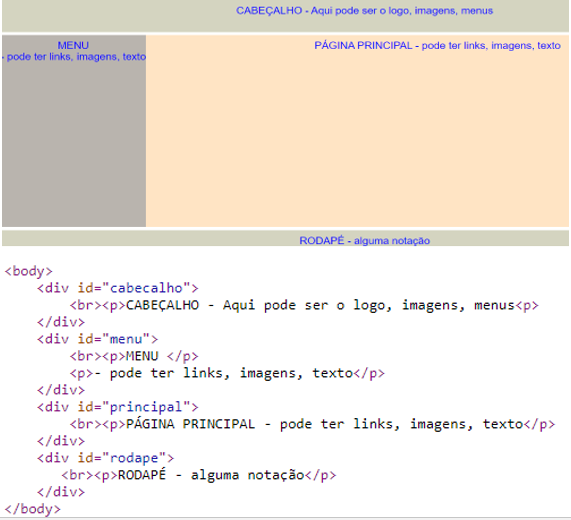 CABEÇALHO - Aqui pode ser o logo, imagens, menus
MENU
- pode ter links, imagens, texto
PÁGINA PRINCIPAL - pode ter links, imagens, texto
RODAPÉ - alguma notação
<body>
<div id="cabecalho">
<br><p>CABEÇALHO - Aqui pode ser o logo, imagens, menus<p>
</div>
<div id="menu">
<br><p>MENU </p>
<p>- pode ter links, imagens, texto</p>
</div>
<div id="principal">
<br><p>PÁGINA PRINCIPAL - pode ter links, imagens, texto</p>
</div>
<div id="rodape">
<br><p>RODAPÉ - alguma notação</p>
</div>
</body>